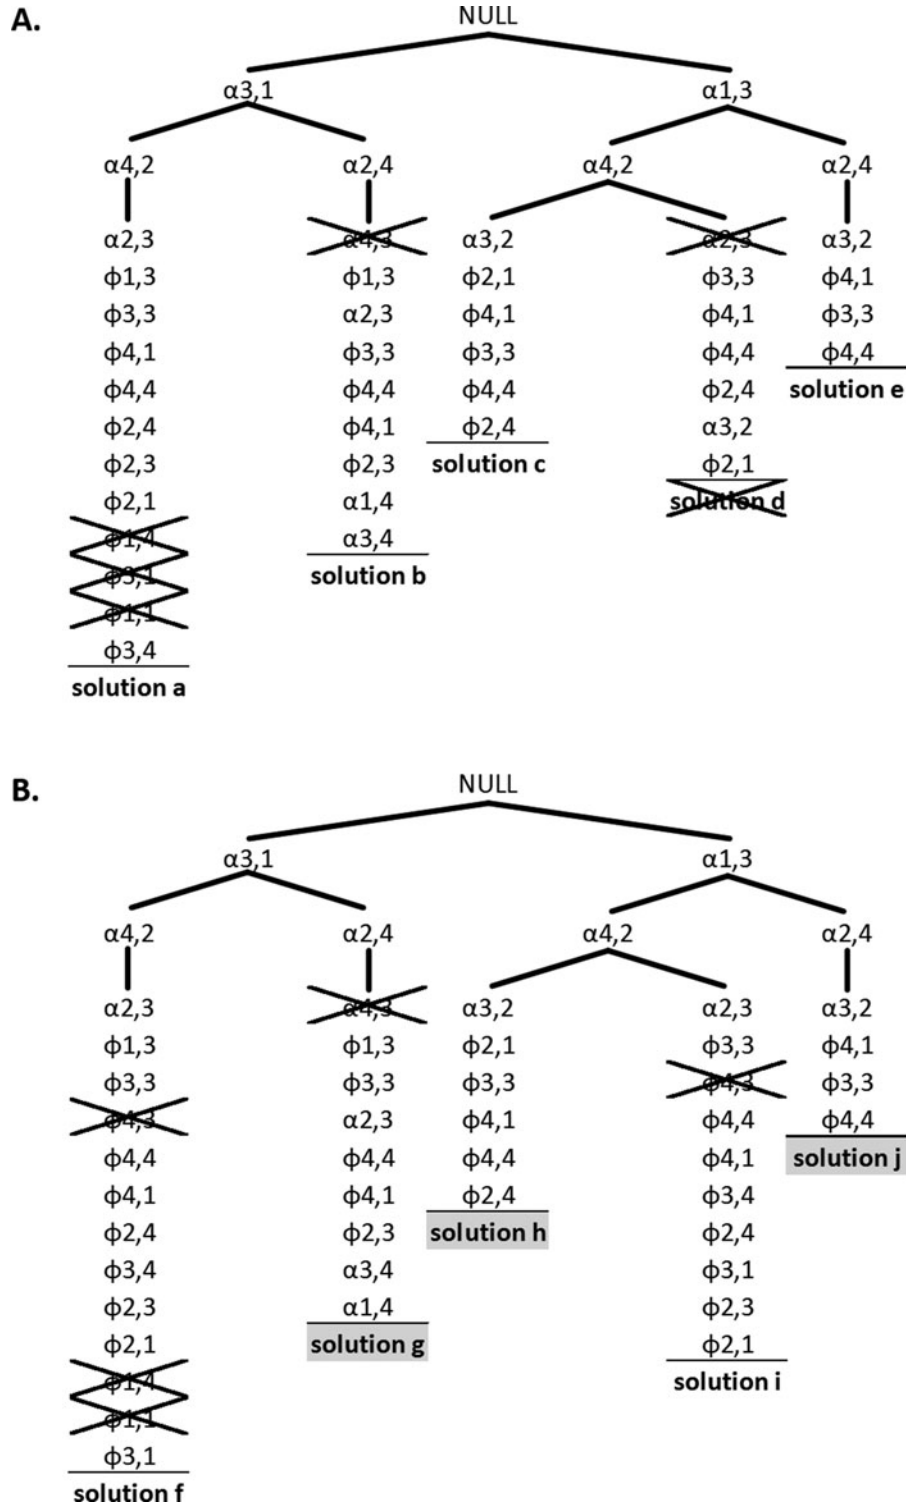 A.
NULL
α3,1 α1,3
α4,2 α2,4 α4,2 α2,4
α2,3 α4,3 α3,2 α2,3 α3,2
ϕ1,3 ϕ1,3 ϕ2,1 ϕ3,3 ϕ4,1
ϕ3,3 α2,3 ϕ4,1 ϕ4,1 ϕ3,3
ϕ4,1 ϕ3,3 ϕ3,3 ϕ4,4 ϕ4,4
ϕ4,4 ϕ4,4 ϕ4,4 ϕ2,4 solution e
ϕ2,4 ϕ4,1 ϕ2,4 α3,2
ϕ2,3 ϕ2,3 solution c ϕ2,1
ϕ2,1 α1,4 solution d
ϕ1,4 α3,4
ϕ3,1 solution b
ϕ1,1
ϕ3,4
solution a
B.
NULL
α3,1 α1,3
α4,2 α2,4 α4,2 α2,4
α2,3 α4,3 α3,2 α2,3 α3,2
ϕ1,3 ϕ1,3 ϕ2,1 ϕ3,3 ϕ4,1
ϕ3,3 ϕ3,3 ϕ3,3 ϕ4,3 ϕ3,3
ϕ4,3 α2,3 ϕ4,1 ϕ4,4 ϕ4,4
ϕ4,4 ϕ4,4 ϕ4,4 ϕ4,1 solution j
ϕ4,1 ϕ4,1 ϕ2,4 ϕ3,4
ϕ2,4 ϕ2,3 solution h ϕ2,4
ϕ3,4 α3,4 ϕ3,1
ϕ2,3 α1,4 ϕ2,3
ϕ2,1 solution g ϕ2,1
ϕ1,4 solution i
ϕ1,1
ϕ3,1
solution f